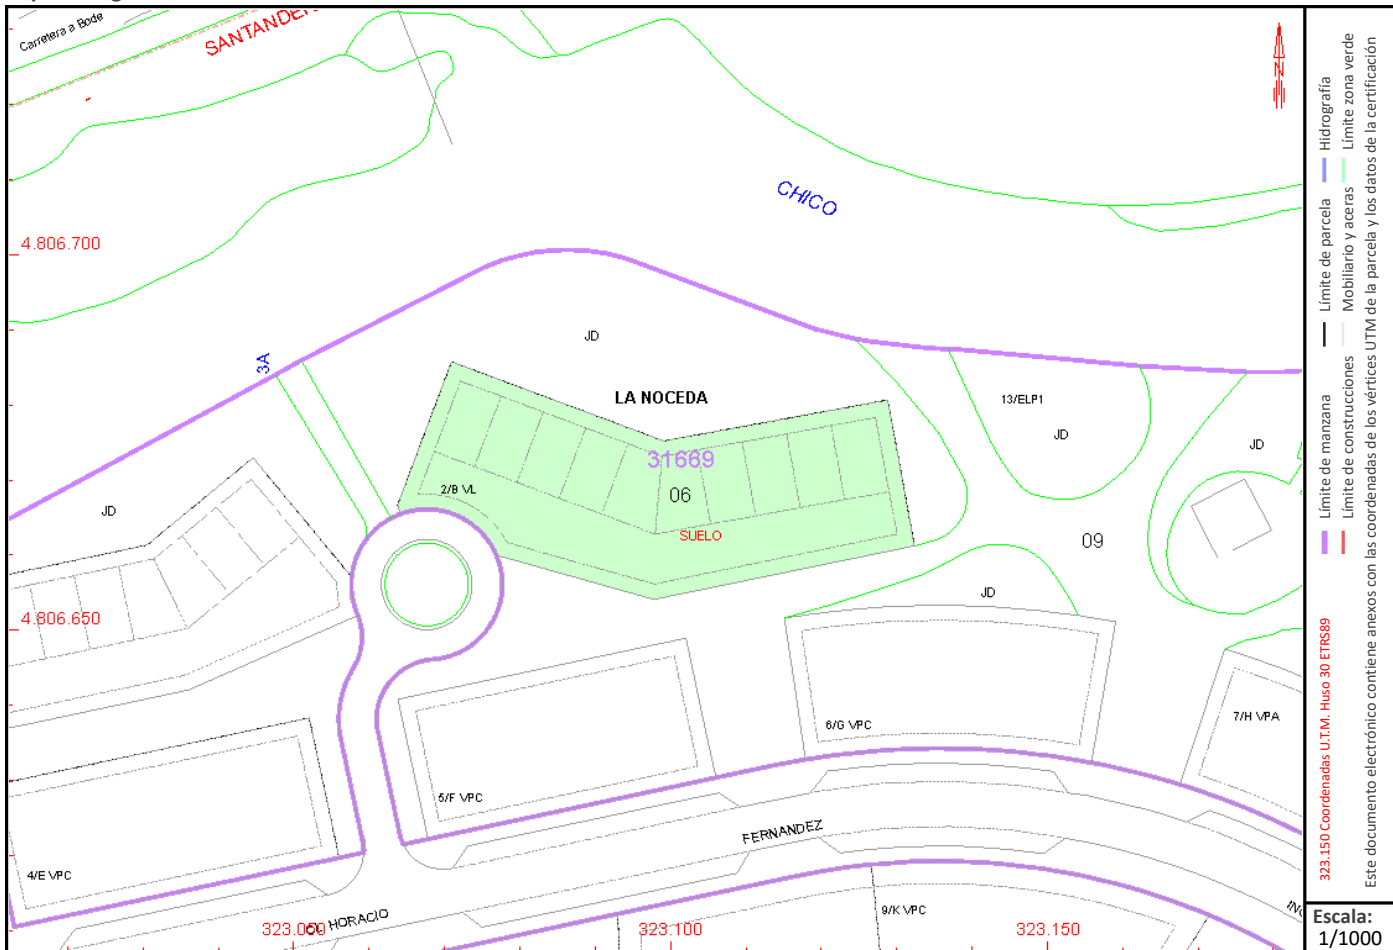 Carretera a Bode
SANTANDER
CHICO
4.806.700
3A
JD
LA NOCEDA
13/ELP1
JD
JD
31669
2/B VL
06
JD
SUELO
09
JD
4.806.650
6/G VPC
7/H VPA
5/F VPC
FERNANDEZ
4/E VPC
9/K VPC
HORACIO
323.100
323.150
N
Límite de manzana
Límite de parcela
Hidrografía
Límite de construcciones
Mobiliario y aceras
Límite zona verde
323.150 Coordenadas U.T.M. Huso 30 ETRS89
Este documento electrónico contiene anexos con las coordenadas de los vértices UTM de la parcela y los datos de la certificación
Escala:
1/1000